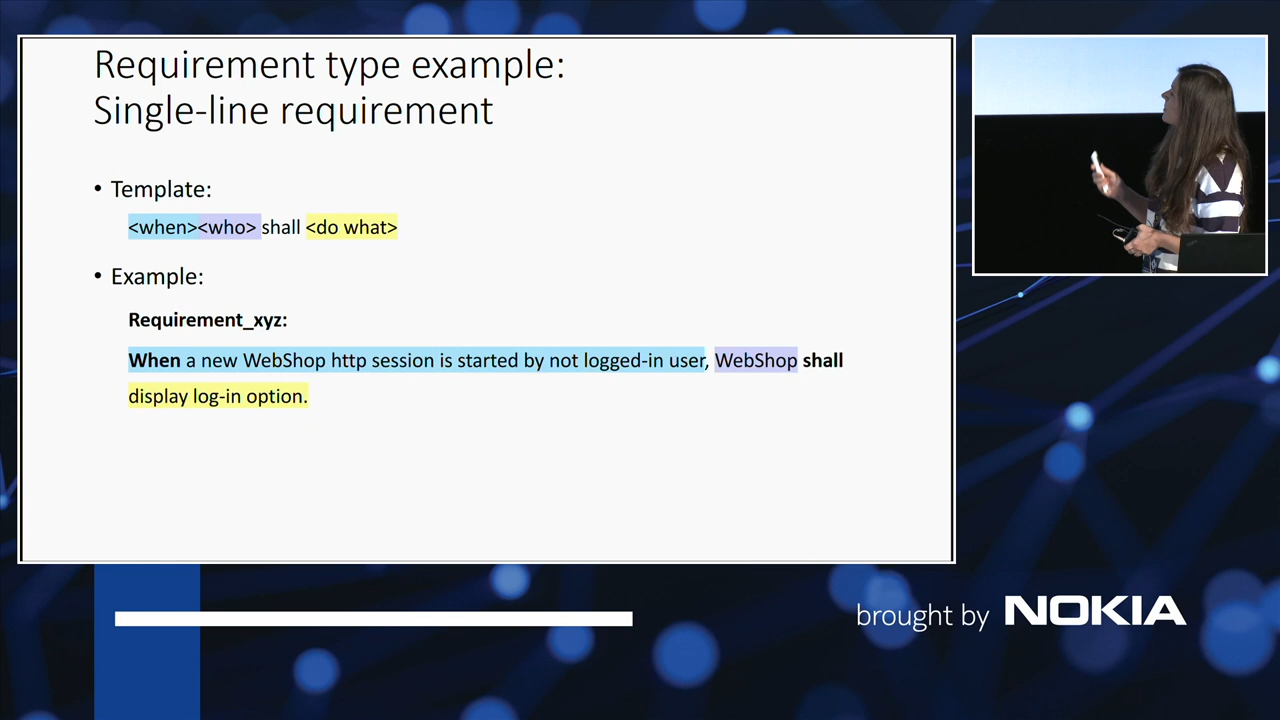 Requirement type example:
Single-line requirement
• Template:
<when><who> shall <do what>
• Example:
Requirement_xyz:
When a new WebShop http session is started by not logged-in user, WebShop shall
display log-in option.
brought by NOKIA